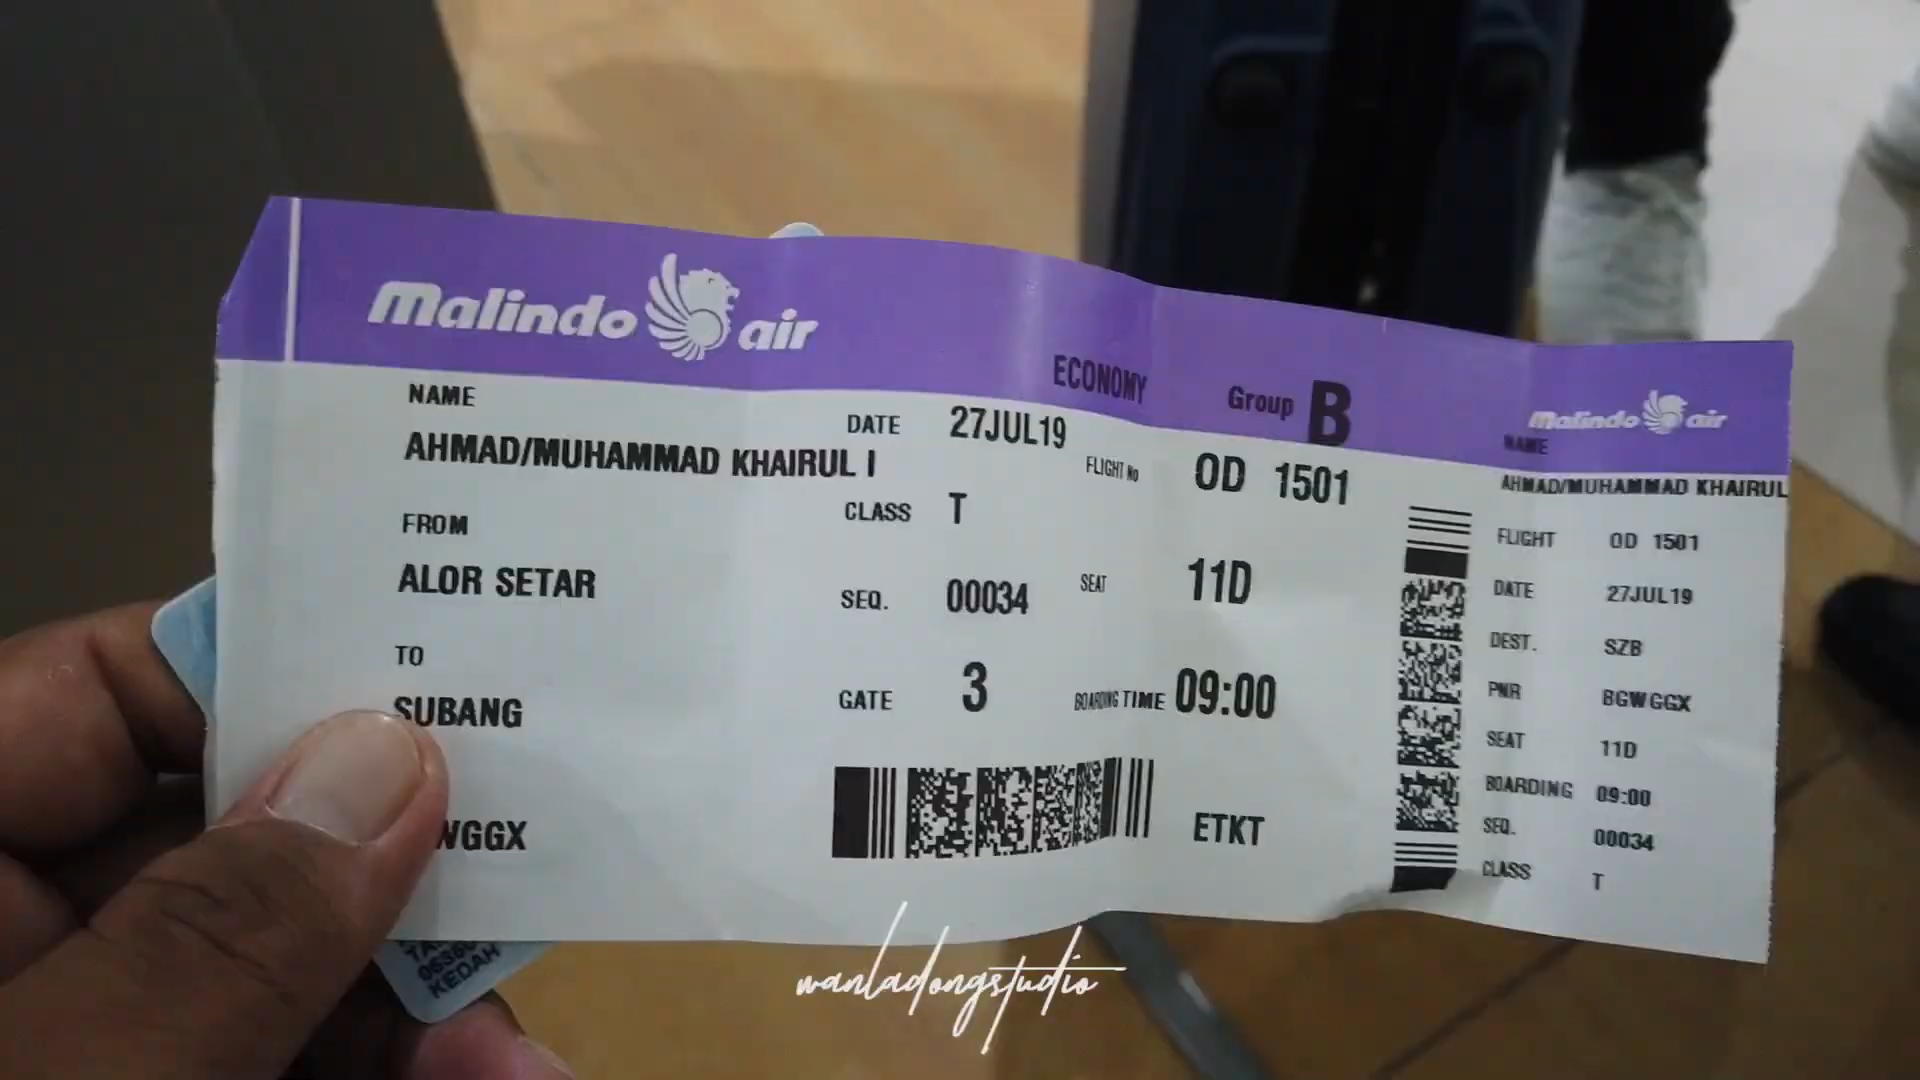 malindo air
ECONOMY
Group B
NAME
AHMAD/MUHAMMAD KHAIRUL I
DATE 27JUL19
FLIGHT No OD 1501
CLASS T
FROM
ALOR SETAR
SEQ. 00034
SEAT 11D
TO
SUBANG
GATE 3
BOARDING TIME 09:00
WGGX
ETKT
malindo air
NAME
AHMAD/MUHAMMAD KHAIRUL
FLIGHT OD 1501
DATE 27JUL19
DEST. SZB
PNR BGWGGX
SEAT 11D
BOARDING 09:00
SEQ. 00034
CLASS T
KEDAH
wanladongstudio